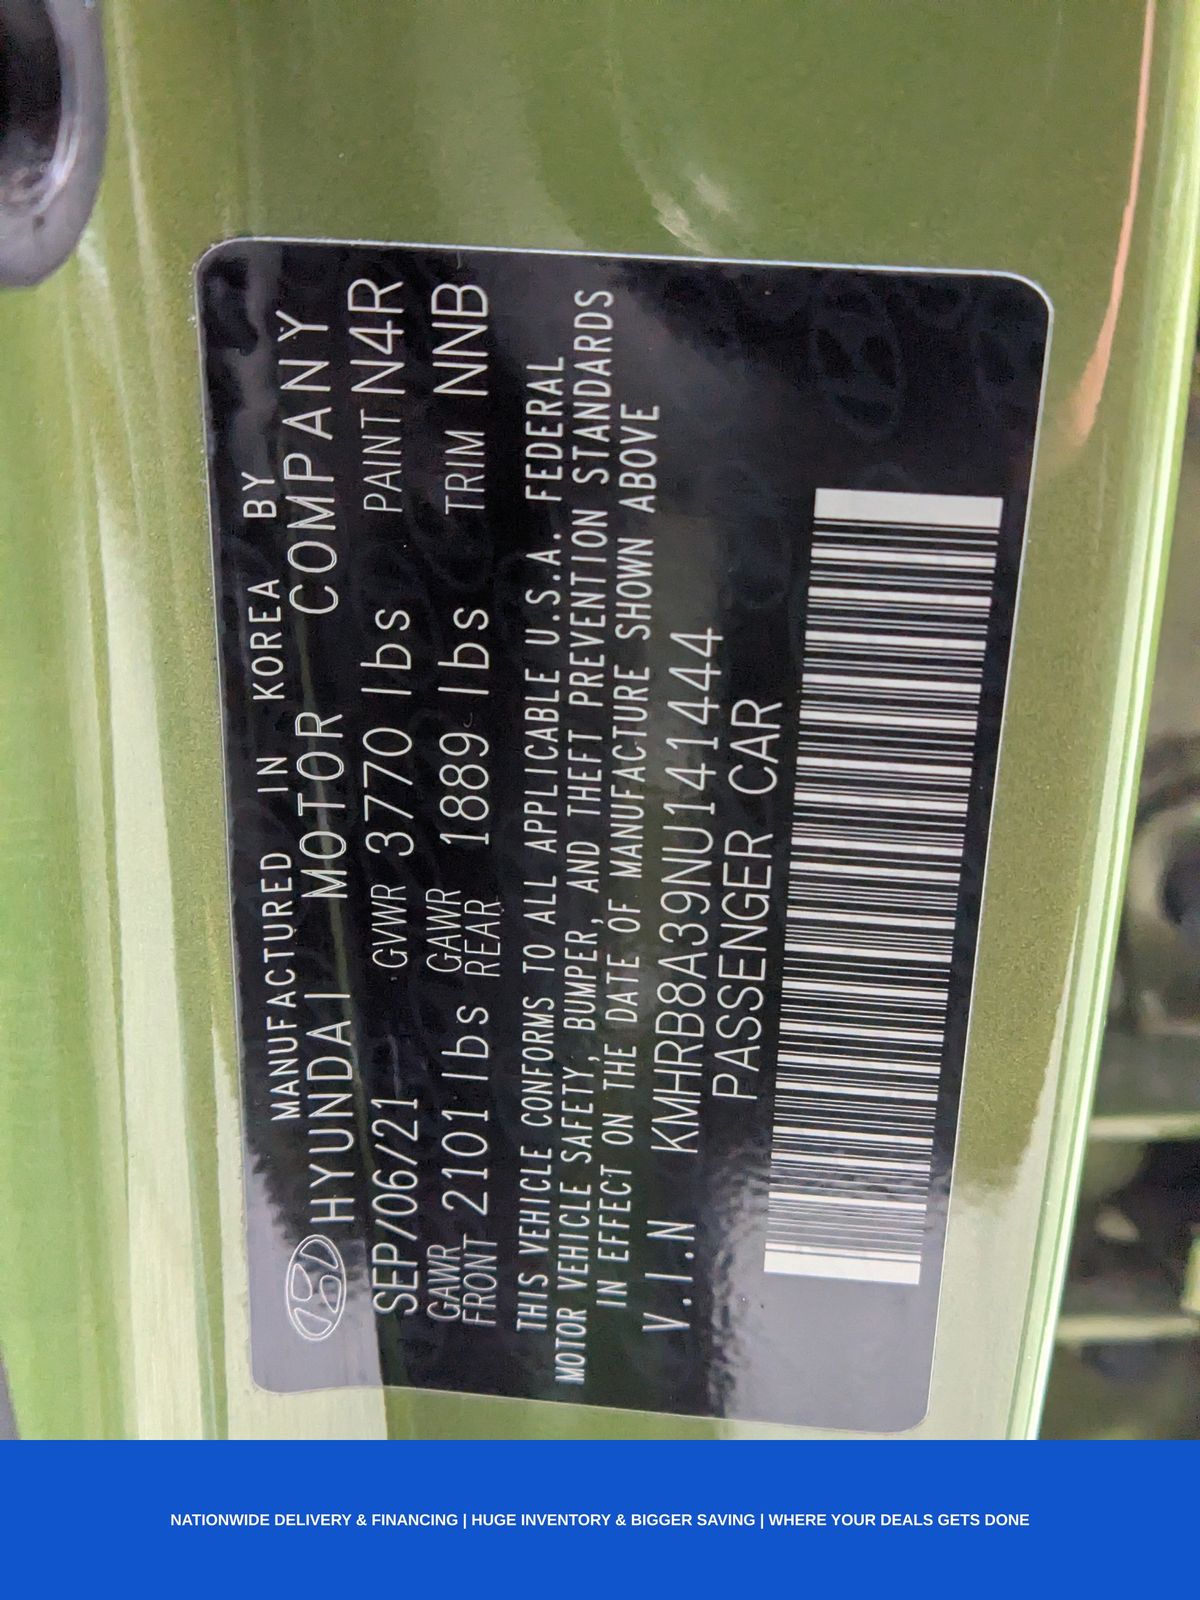 MANUFACTURED IN KOREA BY
HYUNDAI MOTOR COMPANY
SEP/06/21 GVWR 3770 lbs PAINT N4R
GAWR FRONT 2101 lbs GAWR REAR 1889 lbs TRIM NNB
THIS VEHICLE CONFORMS TO ALL APPLICABLE U.S.A. FEDERAL
MOTOR VEHICLE SAFETY, BUMPER, AND THEFT PREVENTION STANDARDS
IN EFFECT ON THE DATE OF MANUFACTURE SHOWN ABOVE
V.I.N KMHRB8A39NU141444
PASSENGER CAR
NATIONWIDE DELIVERY & FINANCING | HUGE INVENTORY & BIGGER SAVING | WHERE YOUR DEALS GETS DONE